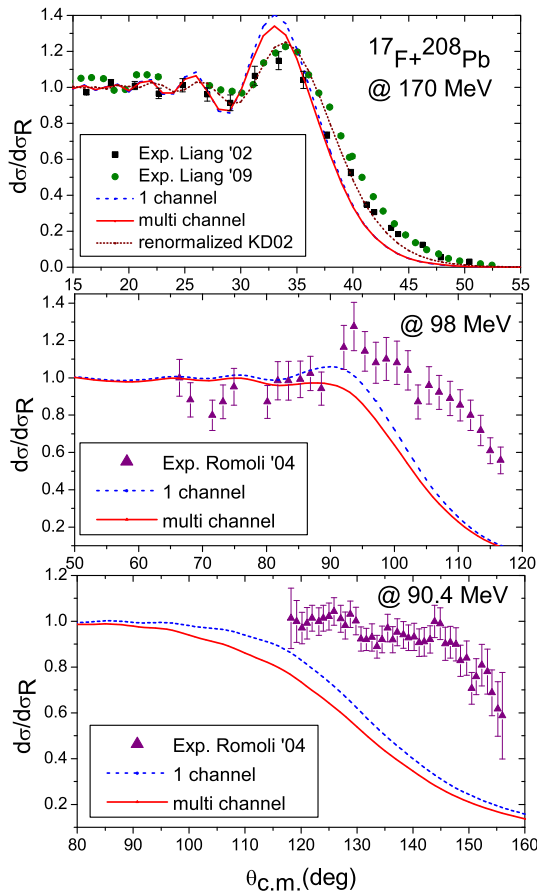 1.4
1.2
1.0
0.8
0.6
0.4
0.2
0.0
dσ/dσR
17F+208Pb
@ 170 MeV
Exp. Liang '02
Exp. Liang '09
1 channel
multi channel
renormalized KD02
15 20 25 30 35 40 45 50 55
1.4
1.2
1.0
0.8
0.6
0.4
0.2
dσ/dσR
@ 98 MeV
Exp. Romoli '04
1 channel
multi channel
50 60 70 80 90 100 110 120
1.2
1.0
0.8
0.6
0.4
0.2
dσ/dσR
@ 90.4 MeV
Exp. Romoli '04
1 channel
multi channel
80 90 100 110 120 130 140 150 160
θc.m.(deg)